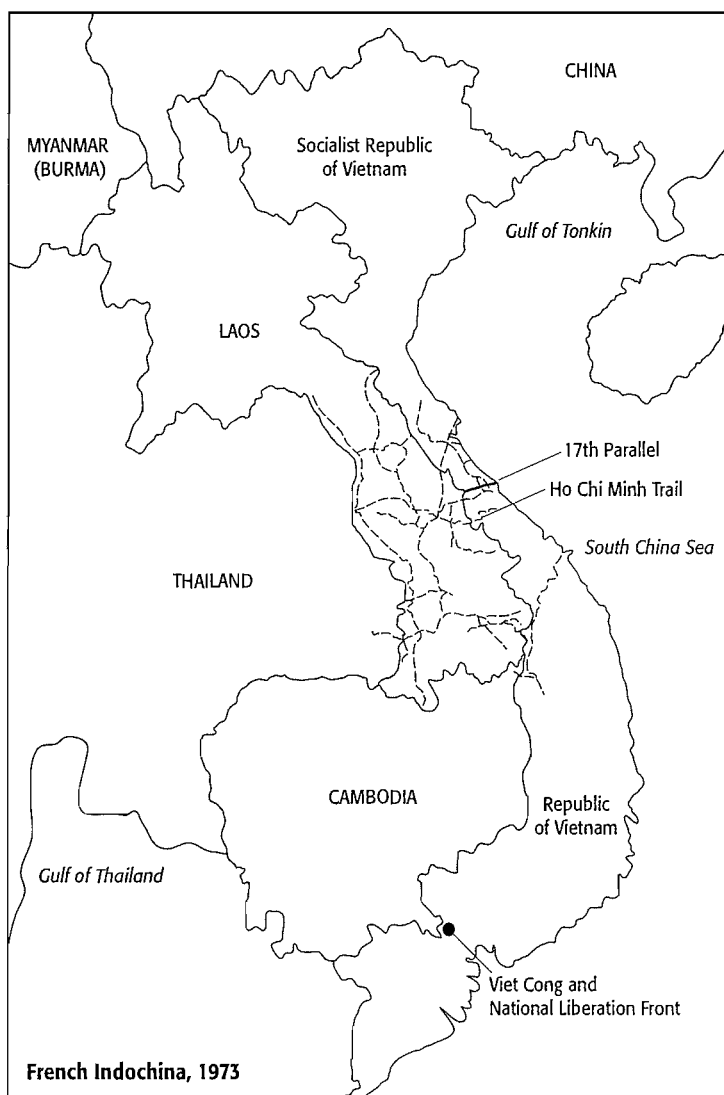 CHINA
MYANMAR
(BURMA)
Socialist Republic
of Vietnam
Gulf of Tonkin
LAOS
17th Parallel
Ho Chi Minh Trail
South China Sea
THAILAND
CAMBODIA
Republic
of Vietnam
Gulf of Thailand
Viet Cong and
National Liberation Front
French Indochina, 1973